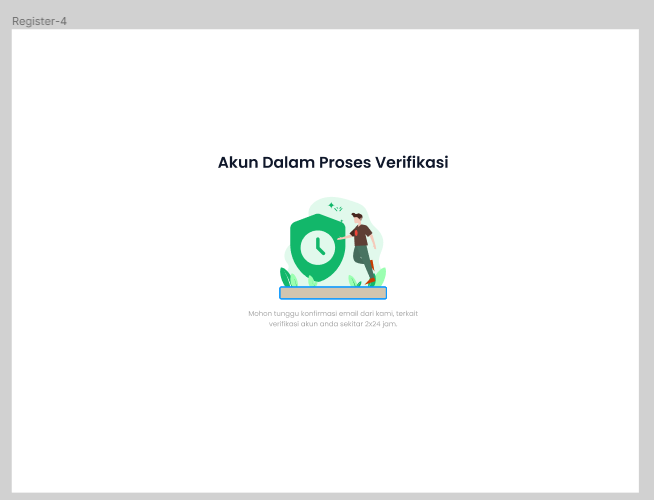 Register-4
Akun Dalam Proses Verifikasi
Mohon tunggu konfirmasi email dari kami, terkait
verifikasi akun anda sekitar 2x24 jam.